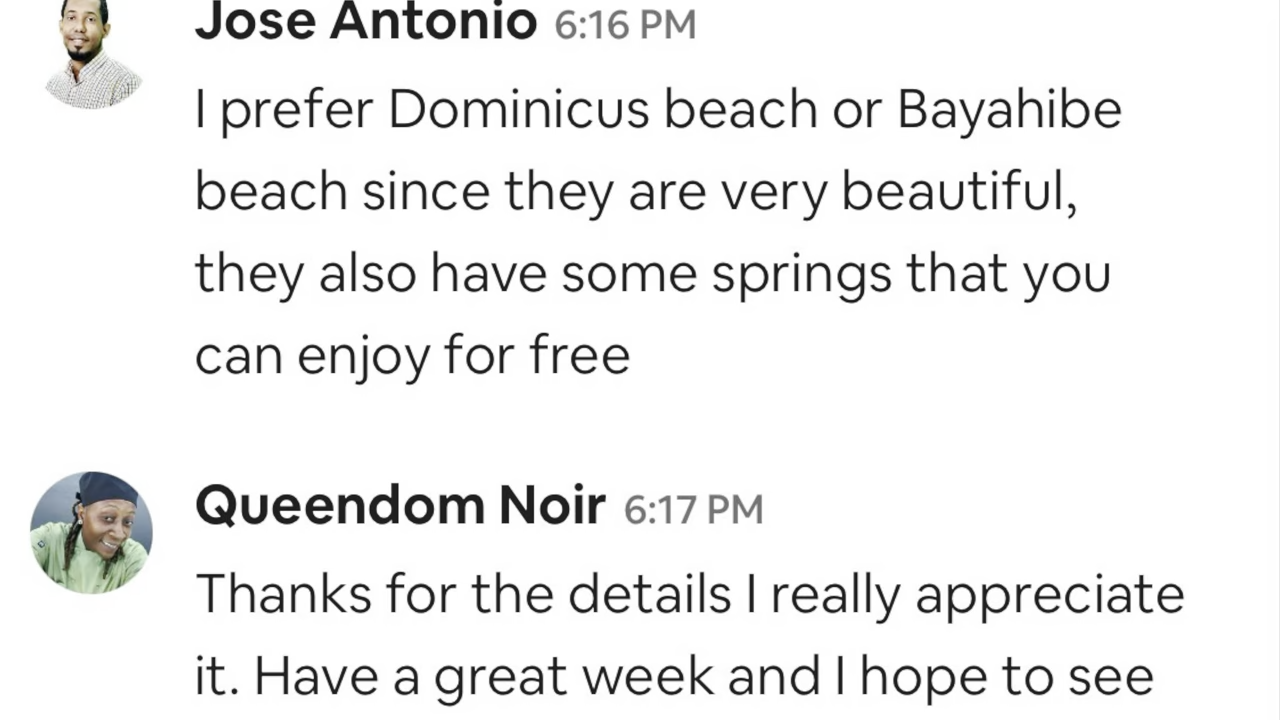 Jose Antonio 6:16 PM
I prefer Dominicus beach or Bayahibe
beach since they are very beautiful,
they also have some springs that you
can enjoy for free
Queendom Noir 6:17 PM
Thanks for the details I really appreciate
it. Have a great week and I hope to see